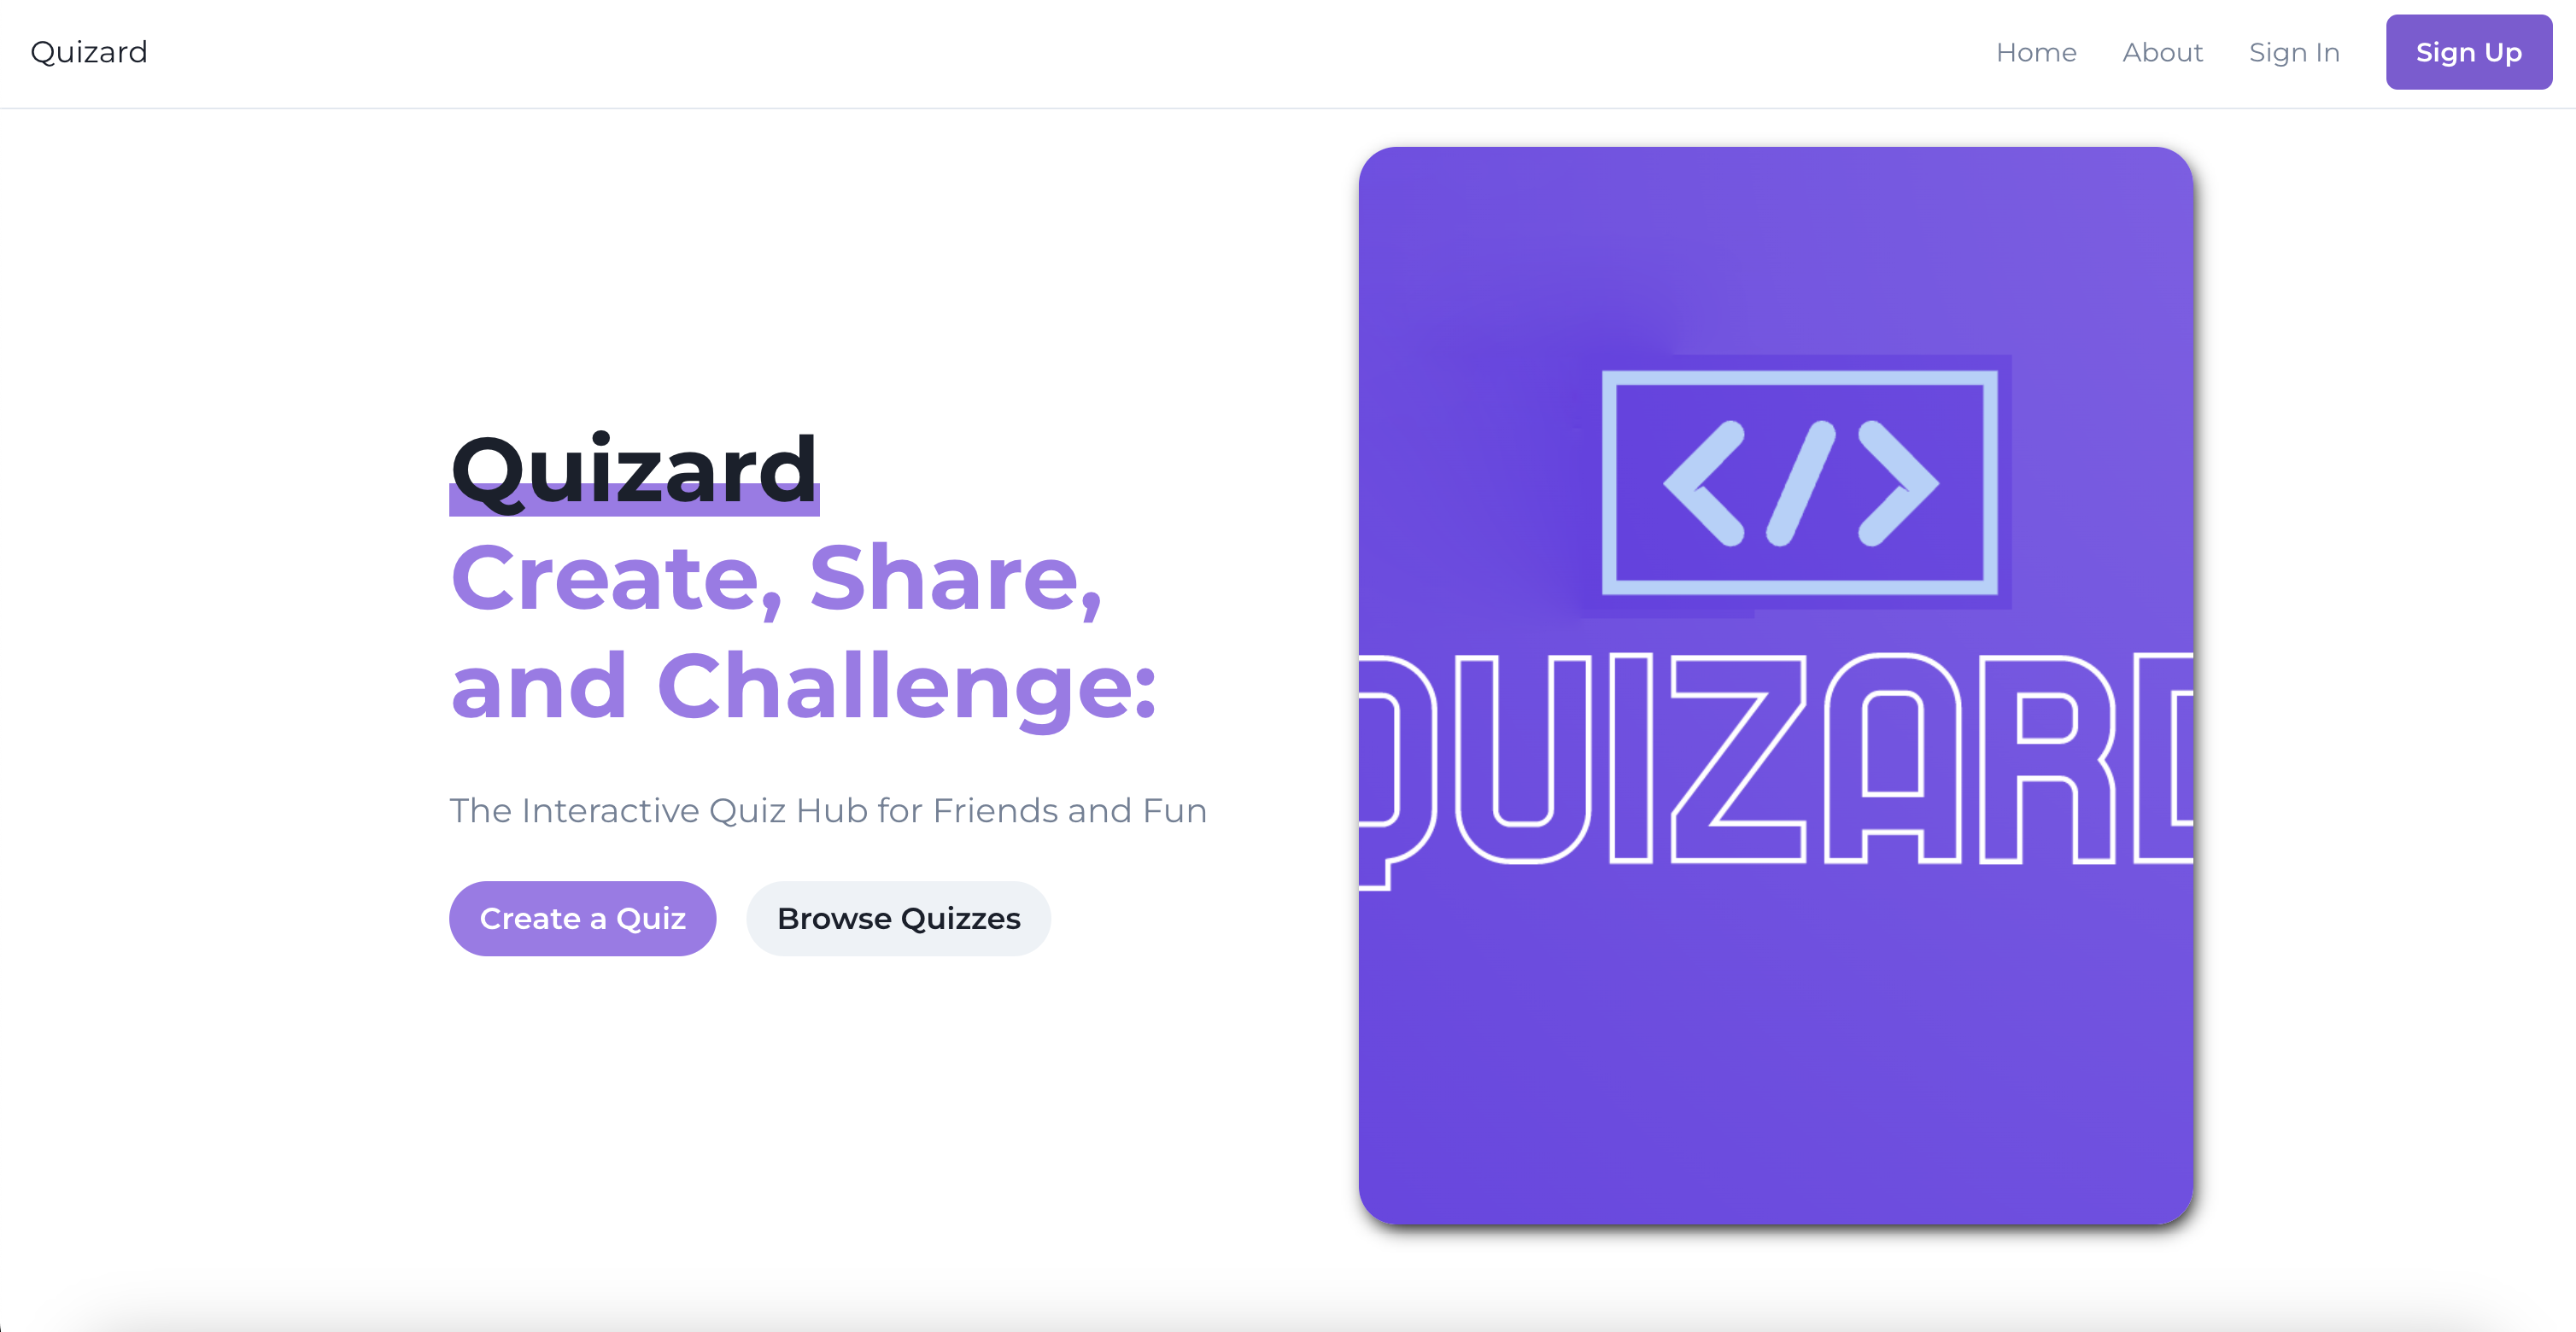 Quizard
Home About Sign In Sign Up
Quizard
Create, Share,
and Challenge:
The Interactive Quiz Hub for Friends and Fun
Create a Quiz Browse Quizzes
</>
QUIZARD